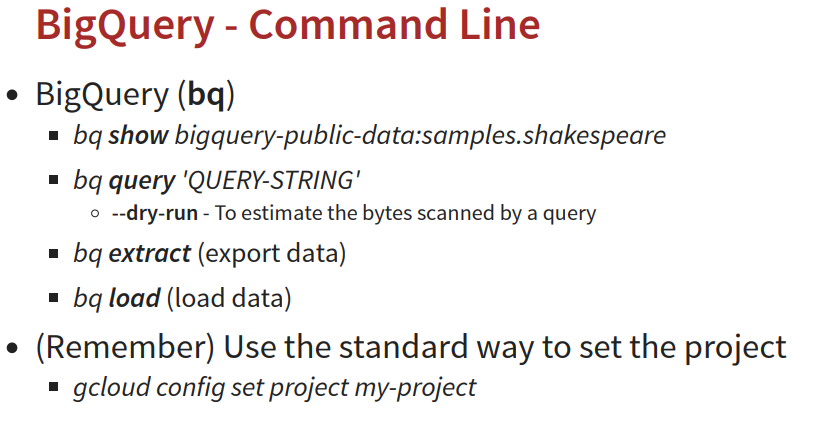 BigQuery - Command Line
• BigQuery (bq)
▪ bq show bigquery-public-data:samples.shakespeare
▪ bq query 'QUERY-STRING'
○ --dry-run - To estimate the bytes scanned by a query
▪ bq extract (export data)
▪ bq load (load data)
• (Remember) Use the standard way to set the project
▪ gcloud config set project my-project